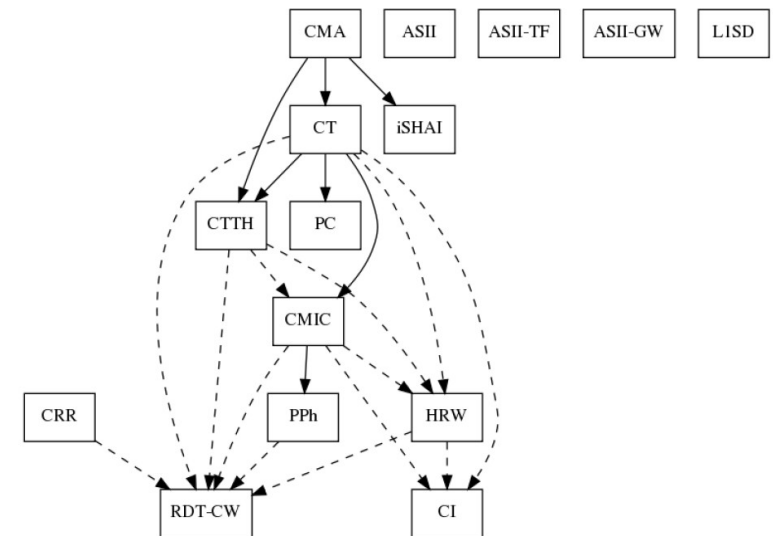 CMA
ASII
ASII-TF
ASII-GW
L1SD
CT
iSHAI
CTTH
PC
CMIC
CRR
PPh
HRW
RDT-CW
CI